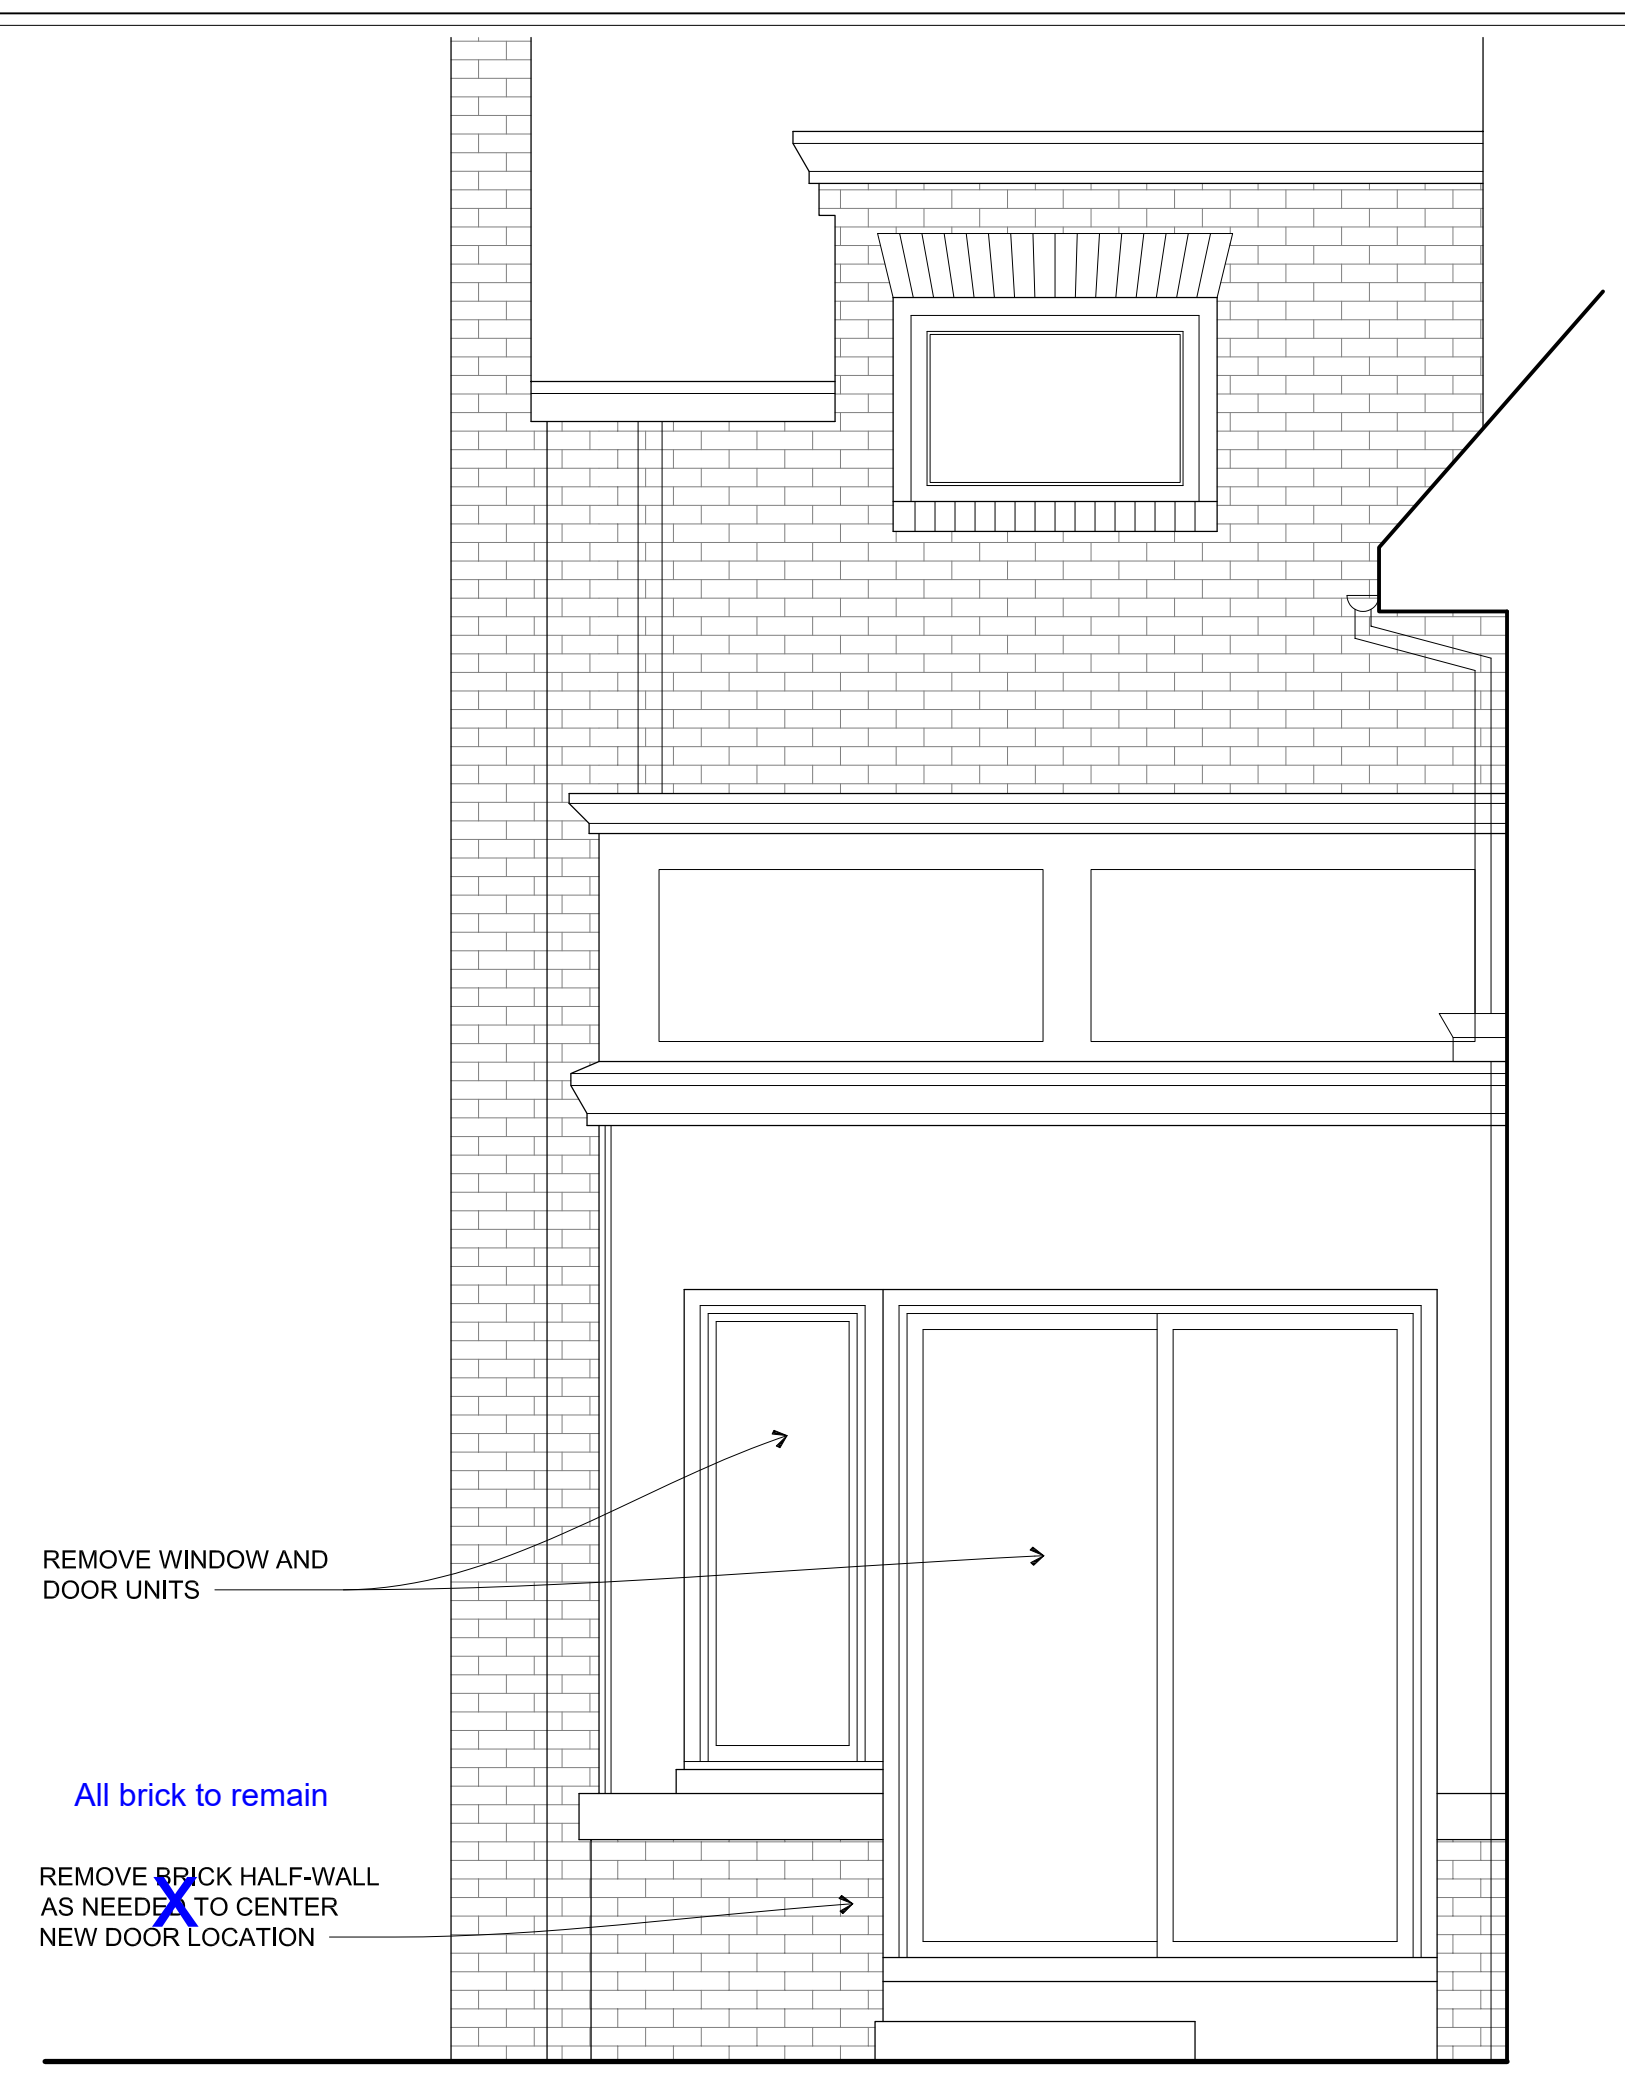 REMOVE WINDOW AND
DOOR UNITS
All brick to remain
REMOVE BRICK HALF-WALL
AS NEEDED TO CENTER
NEW DOOR LOCATION
X